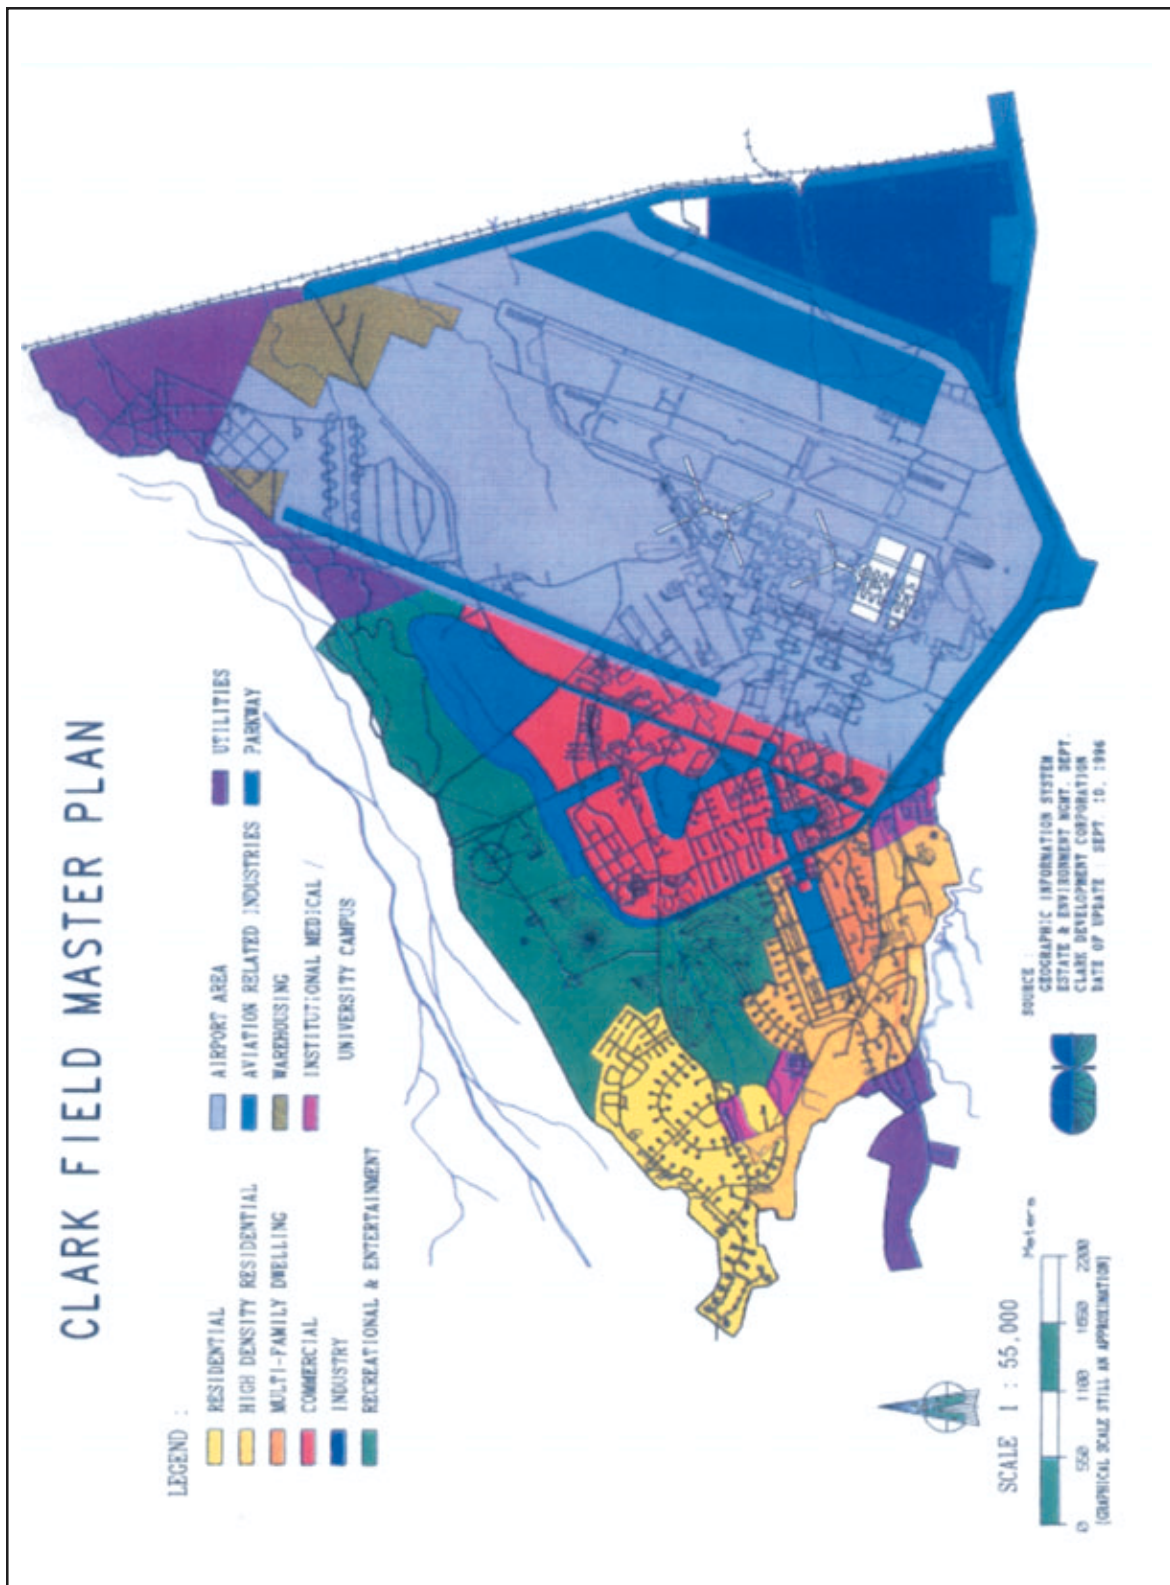 CLARK FIELD MASTER PLAN
LEGEND :
RESIDENTIAL
HIGH DENSITY RESIDENTIAL
MULTI-FAMILY DWELLING
COMMERCIAL
INDUSTRY
RECREATIONAL & ENTERTAINMENT
AIRPORT AREA
AVIATION RELATED INDUSTRIES
WAREHOUSING
INSTITUTIONAL MEDICAL /
UNIVERSITY CAMPUS
UTILITIES
PARKWAY
SCALE 1 : 55,000
Meters
0 550 1100 1650 2200
(GRAPHICAL SCALE STILL AN APPROXIMATION)
SOURCE :
GEOGRAPHIC INFORMATION SYSTEM
ESTATE & ENVIRONMENT MGMT. DEPT.
CLARK DEVELOPMENT CORPORATION
DATE OF UPDATE : SEPT. 10, 1996